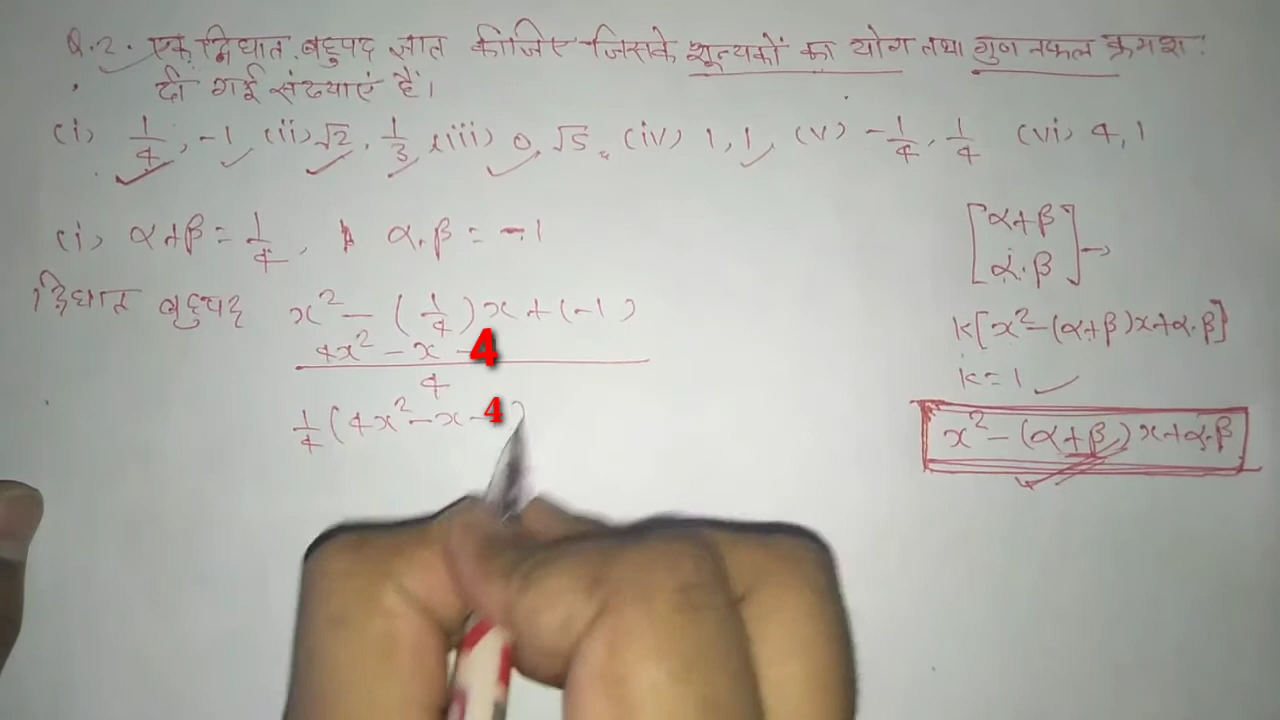 Q.2. एक द्विघात बहुपद ज्ञात कीजिए जिसके शून्यकों का योग तथा गुणनफल क्रमशः
दी गई संख्याएं हैं।
(i) 1/4, -1 (ii) √2, 1/3 (iii) 0, √5, (iv) 1, 1, (v) -1/4, 1/4 (vi) 4, 1
(i) α+β = 1/4, α.β = -1
द्विघात बहुपद x² - (1/4)x + (-1)
4x² - x - 4
4
1/4 (4x² - x - 4)
[α+β
α.β] →
k[x² - (α+β)x + α.β]
k = 1
x² - (α+β)x + α.β